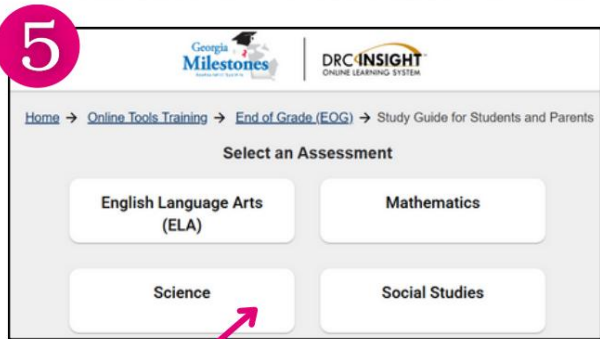 5
Georgia
Milestones
DRC INSIGHT
ONLINE LEARNING SYSTEM
Home → Online Tools Training → End of Grade (EOG) → Study Guide for Students and Parents
Select an Assessment
English Language Arts
(ELA)
Mathematics
Science
Social Studies